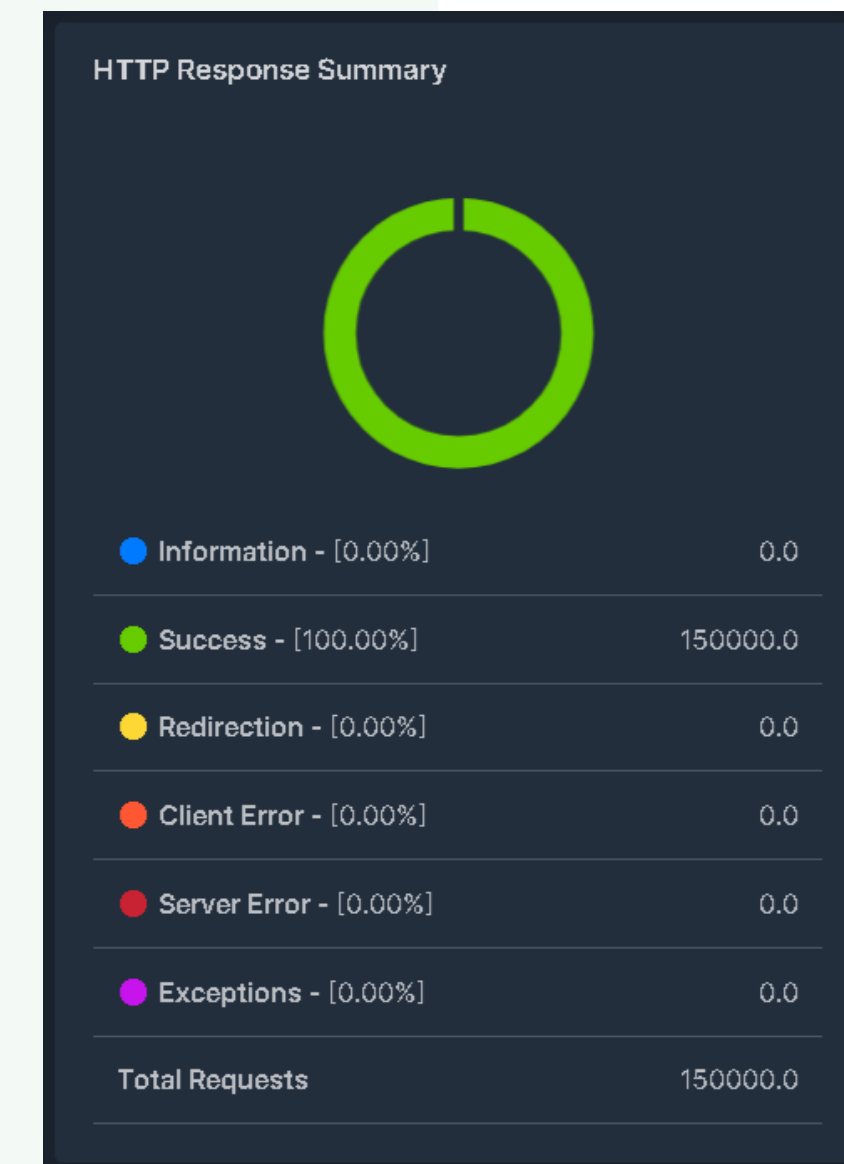 HTTP Response Summary
Information - [0.00%] 0.0
Success - [100.00%] 150000.0
Redirection - [0.00%] 0.0
Client Error - [0.00%] 0.0
Server Error - [0.00%] 0.0
Exceptions - [0.00%] 0.0
Total Requests 150000.0